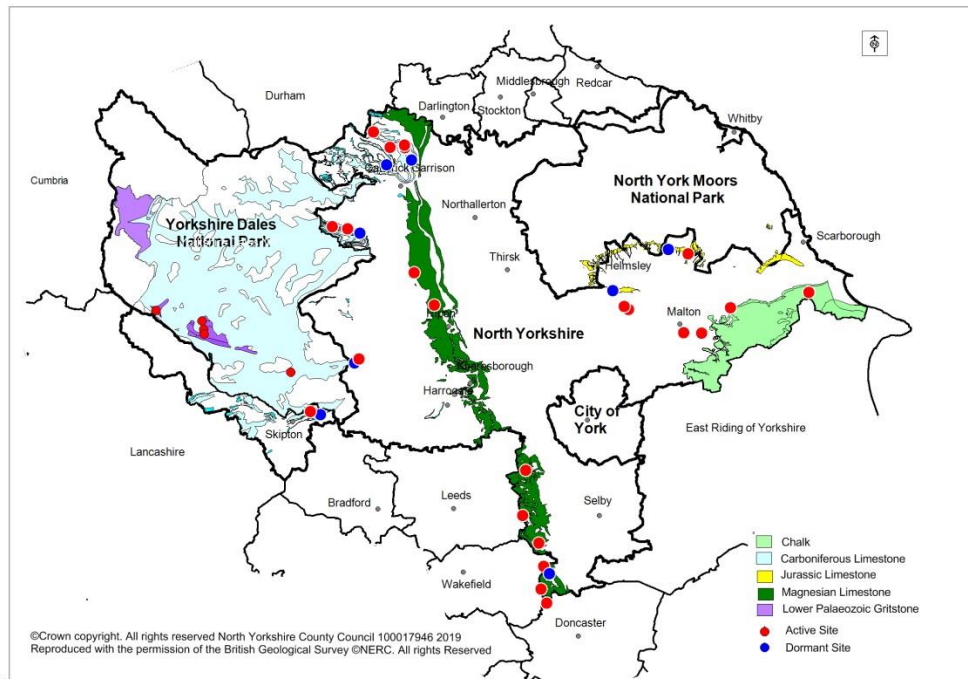 N
Redcar
Middlesbrough
Durham
Darlington
Stockton
Whitby
Garrison
Cumbria
North York Moors
National Park
Northallerton
Yorkshire Dales
National Park
Scarborough
Helmsley
Thirsk
Malton
North Yorkshire
Knaresborough
Harrogate
City of
York
East Riding of Yorkshire
Skipton
Lancashire
Bradford
Leeds
Selby
Chalk
Carboniferous Limestone
Jurassic Limestone
Wakefield
Magnesian Limestone
Lower Palaeozoic Gritstone
Doncaster
Active Site
Dormant Site
©Crown copyright. All rights reserved North Yorkshire County Council 100017946 2019
Reproduced with the permission of the British Geological Survey ©NERC. All rights Reserved